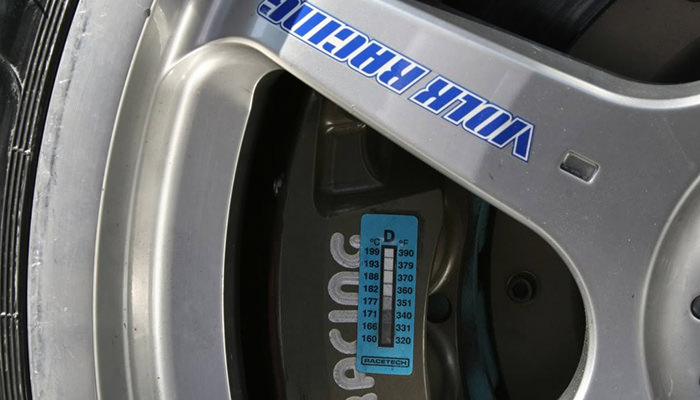 VOLK RACING
D
°C °F
199 390
193 379
188 370
182 360
177 351
171 340
166 331
160 320
RACETECH
RACING